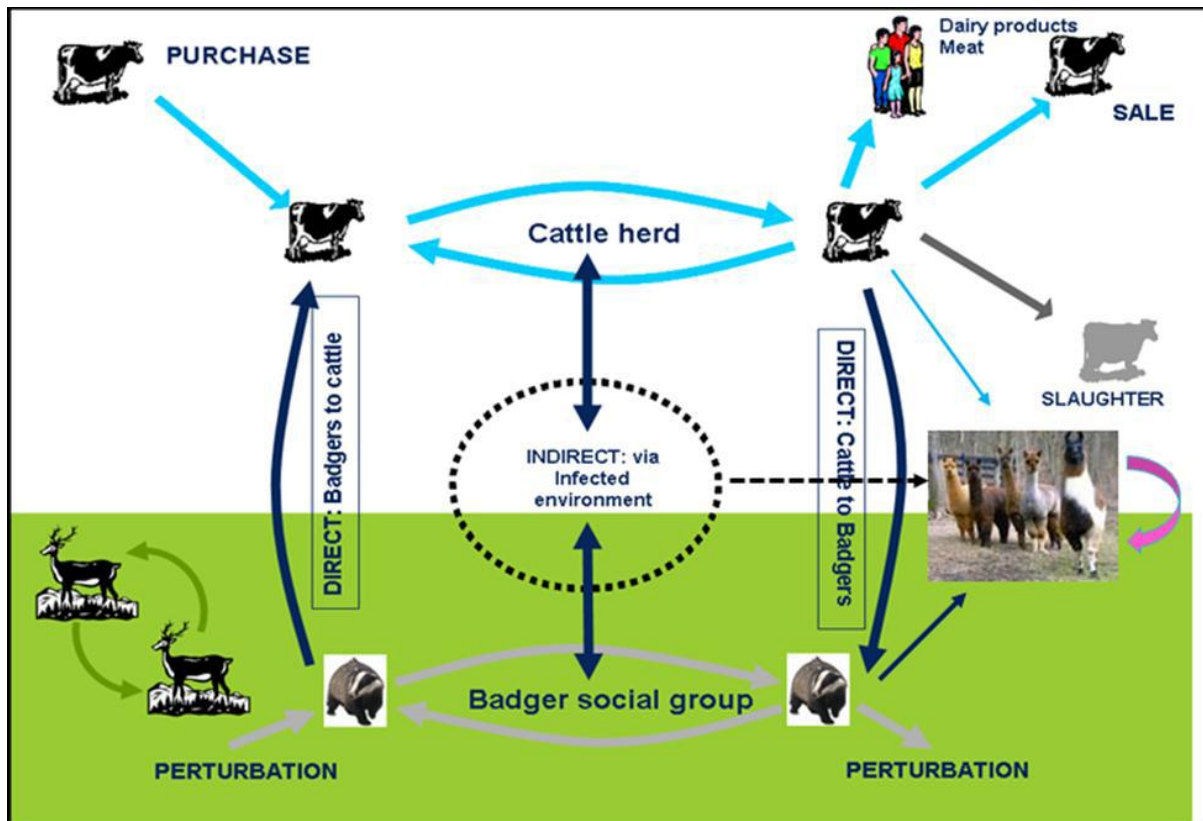 PURCHASE
Dairy products
Meat
SALE
Cattle herd
DIRECT: Badgers to cattle
DIRECT: Cattle to Badgers
SLAUGHTER
INDIRECT: via
Infected
environment
Badger social group
PERTURBATION
PERTURBATION